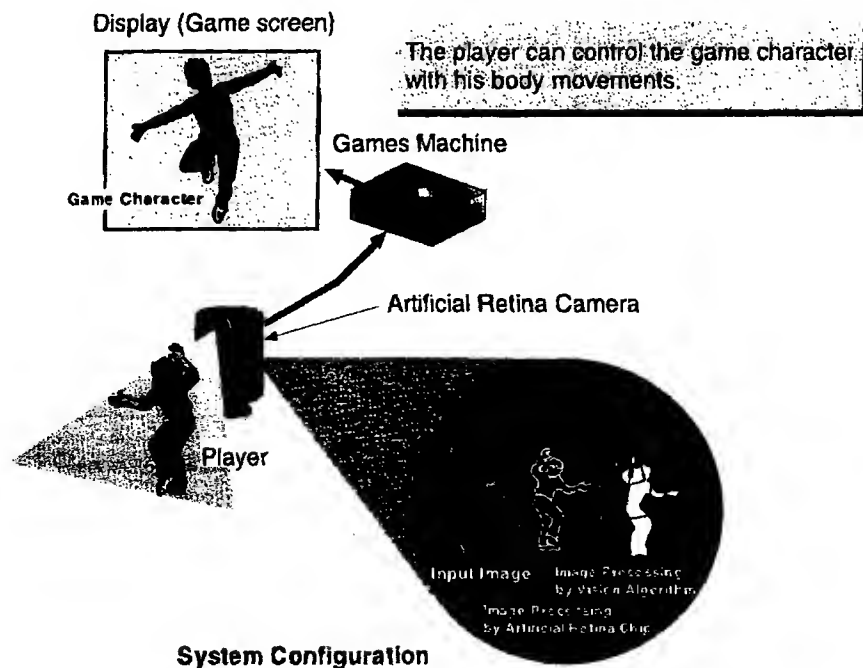 Display (Game screen)
The player can control the game character
with his body movements.
Games Machine
Game Character
Artificial Retina Camera
Player
Input Image
Image Processing
by Vision Algorithm
Image Processing
by Artificial Retina Chip
System Configuration